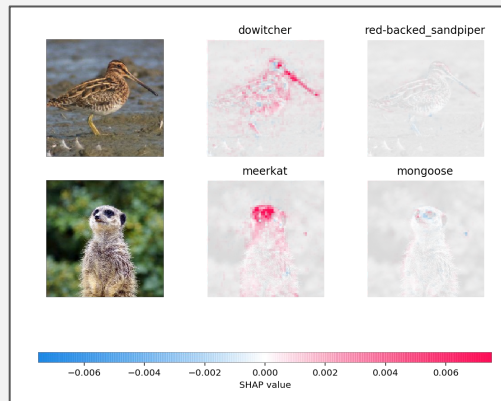 dowitcher
red-backed_sandpiper
meerkat
mongoose
−0.006 −0.004 −0.002 0.000 0.002 0.004 0.006
SHAP value